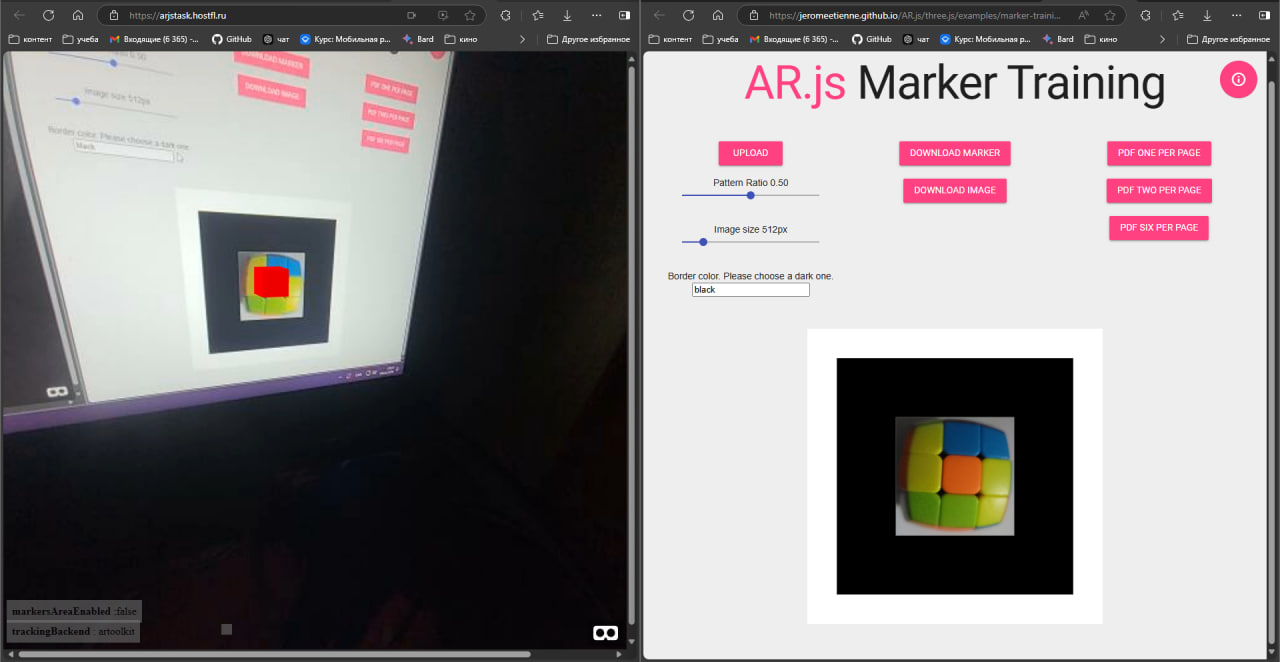 https://arjstask.hostfl.ru
контент
учеба
Входящие (6 365) -...
GitHub
чат
Курс: Мобильная р...
Bard
кино
Другое избранное
DOWNLOAD MARKER
DOWNLOAD IMAGE
Image size 512px
Border color. Please choose a dark one.
black
PDF ONE PER PAGE
PDF TWO PER PAGE
PDF SIX PER PAGE
markersAreaEnabled :false
trackingBackend : artoolkit
https://jeromeetienne.github.io/AR.js/three.js/examples/marker-traini...
контент
учеба
Входящие (6 365) -...
GitHub
чат
Курс: Мобильная р...
Bard
кино
Другое избранное
AR.js Marker Training
UPLOAD
DOWNLOAD MARKER
PDF ONE PER PAGE
Pattern Ratio 0.50
DOWNLOAD IMAGE
PDF TWO PER PAGE
Image size 512px
PDF SIX PER PAGE
Border color. Please choose a dark one.
black